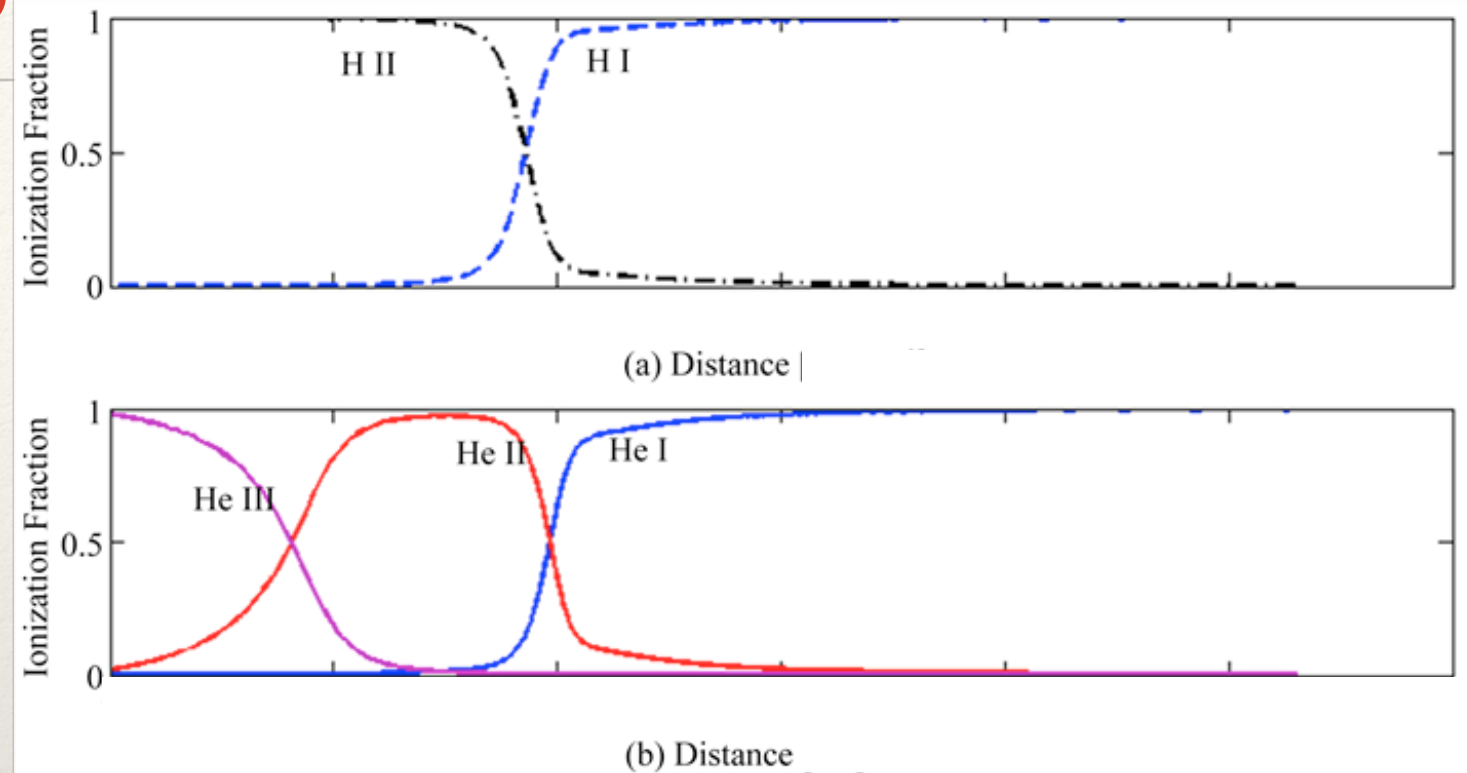 1
H II
H I
0.5
0
Ionization Fraction
(a) Distance |
1
He II
He I
He III
0.5
0
Ionization Fraction
(b) Distance